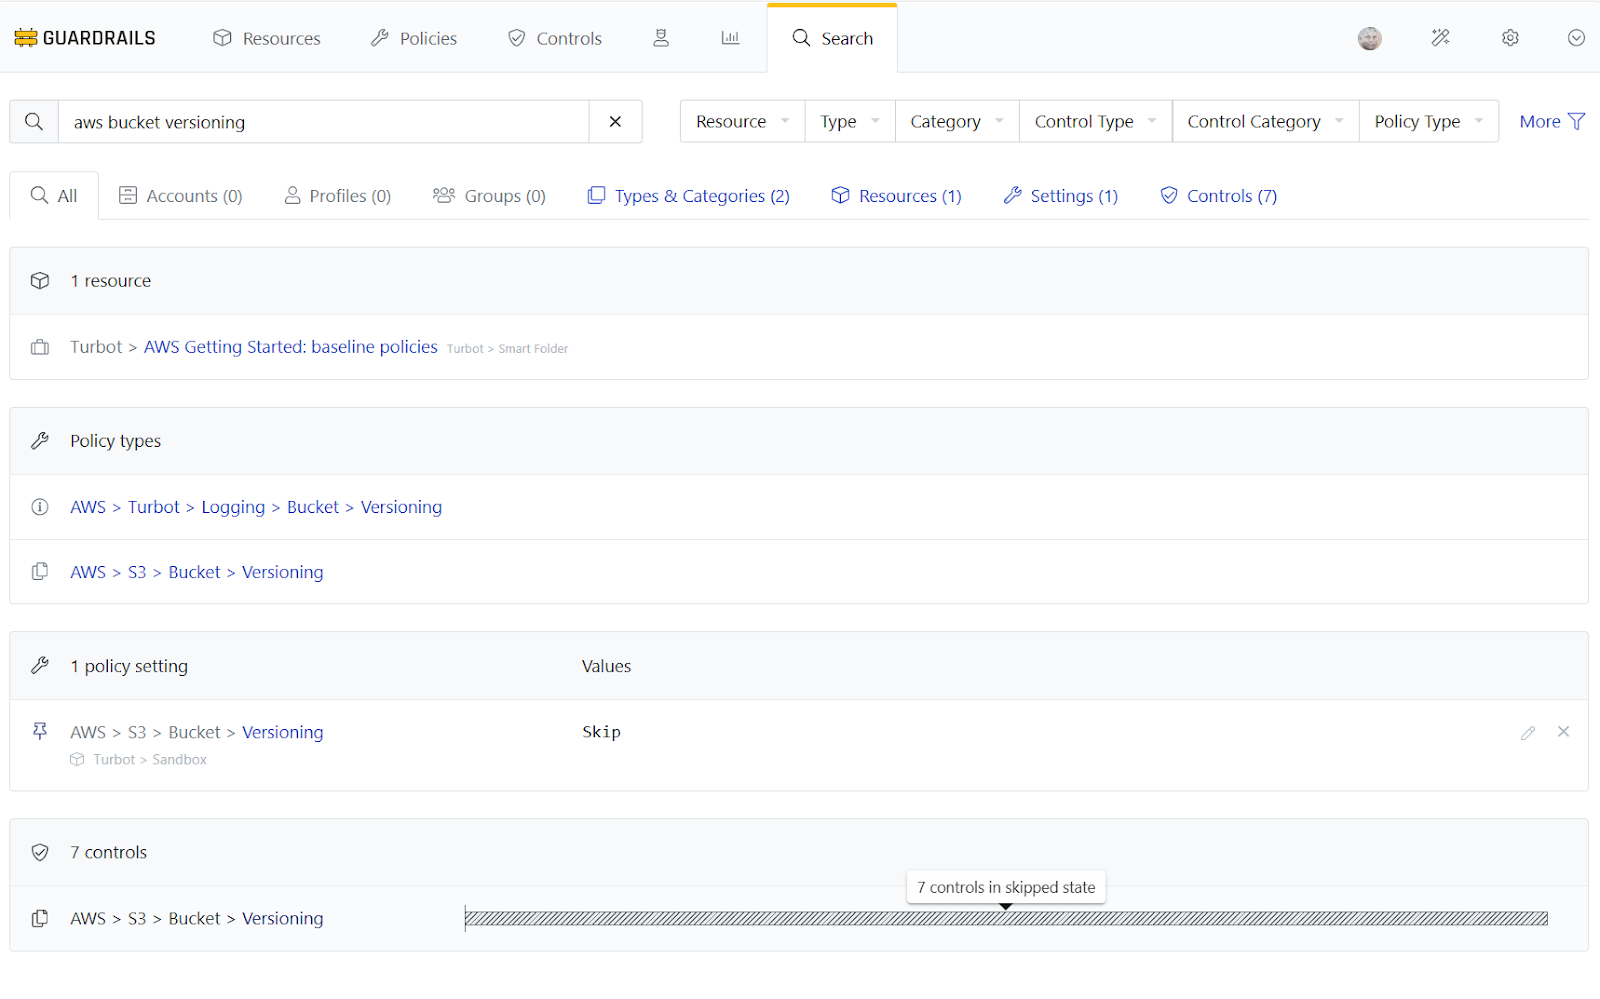 GUARDRAILS Resources Policies Controls Search
aws bucket versioning Resource Type Category Control Type Control Category Policy Type More
All Accounts (0) Profiles (0) Groups (0) Types & Categories (2) Resources (1) Settings (1) Controls (7)
1 resource
Turbot > AWS Getting Started: baseline policies Turbot > Smart Folder
Policy types
AWS > Turbot > Logging > Bucket > Versioning
AWS > S3 > Bucket > Versioning
1 policy setting Values
AWS > S3 > Bucket > Versioning Skip
Turbot > Sandbox
7 controls
7 controls in skipped state
AWS > S3 > Bucket > Versioning